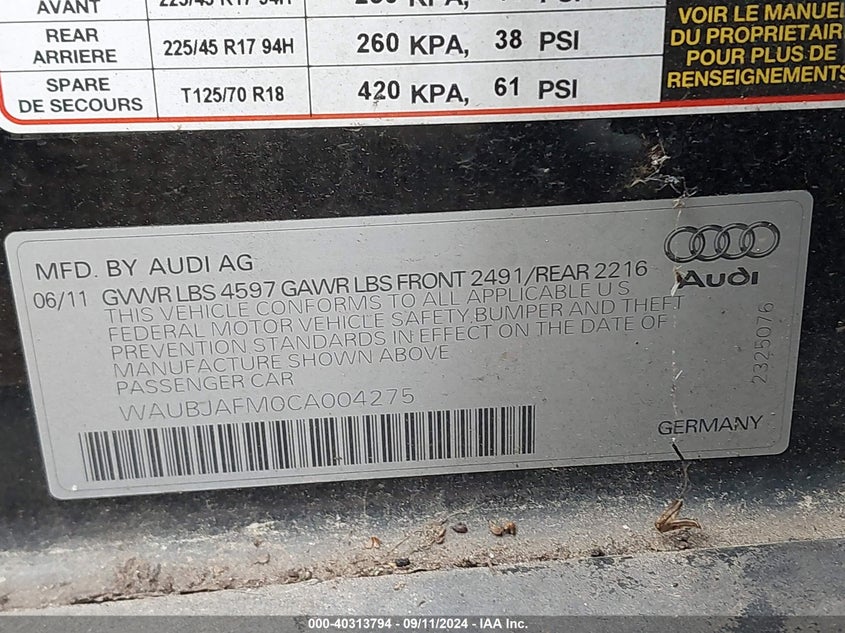 AVANT 225/45 R17 94H
REAR
ARRIERE 225/45 R17 94H 260 KPA, 38 PSI
SPARE
DE SECOURS T125/70 R18 420 KPA, 61 PSI
VOIR LE MANUEL
DU PROPRIETAIRE
POUR PLUS DE
RENSEIGNEMENTS
MFD. BY AUDI AG
06/11 GVWR LBS 4597 GAWR LBS FRONT 2491/REAR 2216
THIS VEHICLE CONFORMS TO ALL APPLICABLE U S
FEDERAL MOTOR VEHICLE SAFETY,BUMPER AND THEFT
PREVENTION STANDARDS IN EFFECT ON THE DATE OF
MANUFACTURE SHOWN ABOVE
PASSENGER CAR
WAUBJAFM0CA004275
Audi
2325076
GERMANY
000-40313794 - 09/11/2024 - IAA Inc.